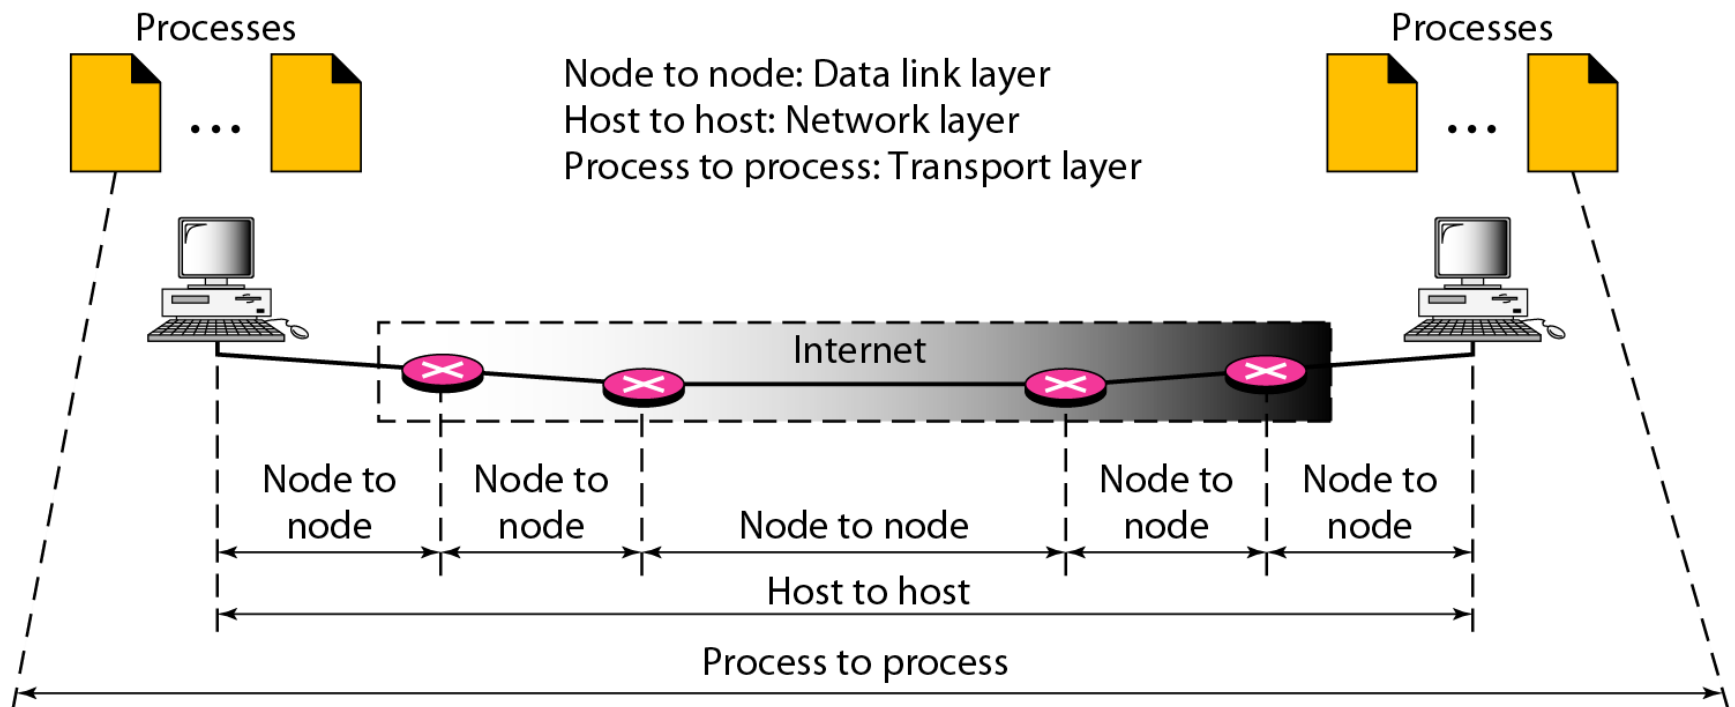 Processes
Processes
Node to node: Data link layer
Host to host: Network layer
Process to process: Transport layer
...
...
Internet
Node to
node
Node to
node
Node to node
Node to
node
Node to
node
Host to host
Process to process